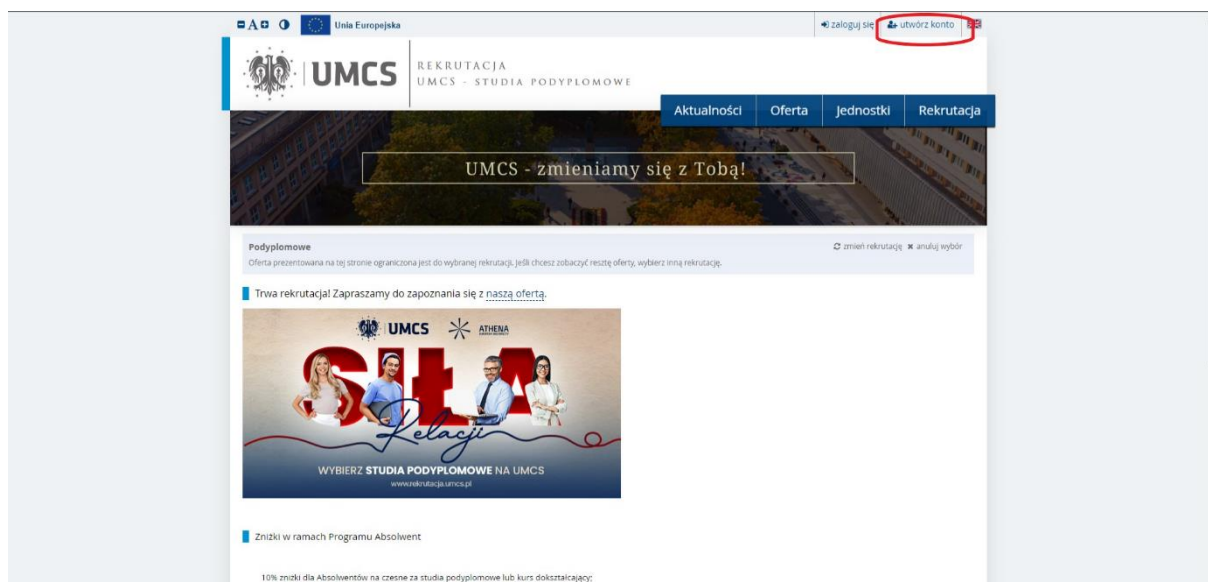 A Unia Europejska zaloguj się utwórz konto
UMCS
REKRUTACJA
UMCS - STUDIA PODYPLOMOWE
Aktualności Oferta Jednostki Rekrutacja
UMCS - zmieniamy się z Tobą!
Podyplomowe zmień rekrutację anuluj wybór
Oferta prezentowana na tej stronie ograniczona jest do wybranej rekrutacji. Jeśli chcesz zobaczyć resztę oferty, wybierz inną rekrutację.
Trwa rekrutacja! Zapraszamy do zapoznania się z naszą ofertą.
UMCS ATHENA
SIŁA
Relacji
WYBIERZ STUDIA PODYPLOMOWE NA UMCS
www.rekrutacja.umcs.pl
Zniżki w ramach Programu Absolwent
10% zniżki dla Absolwentów na czesne za studia podyplomowe lub kurs dokształcający;